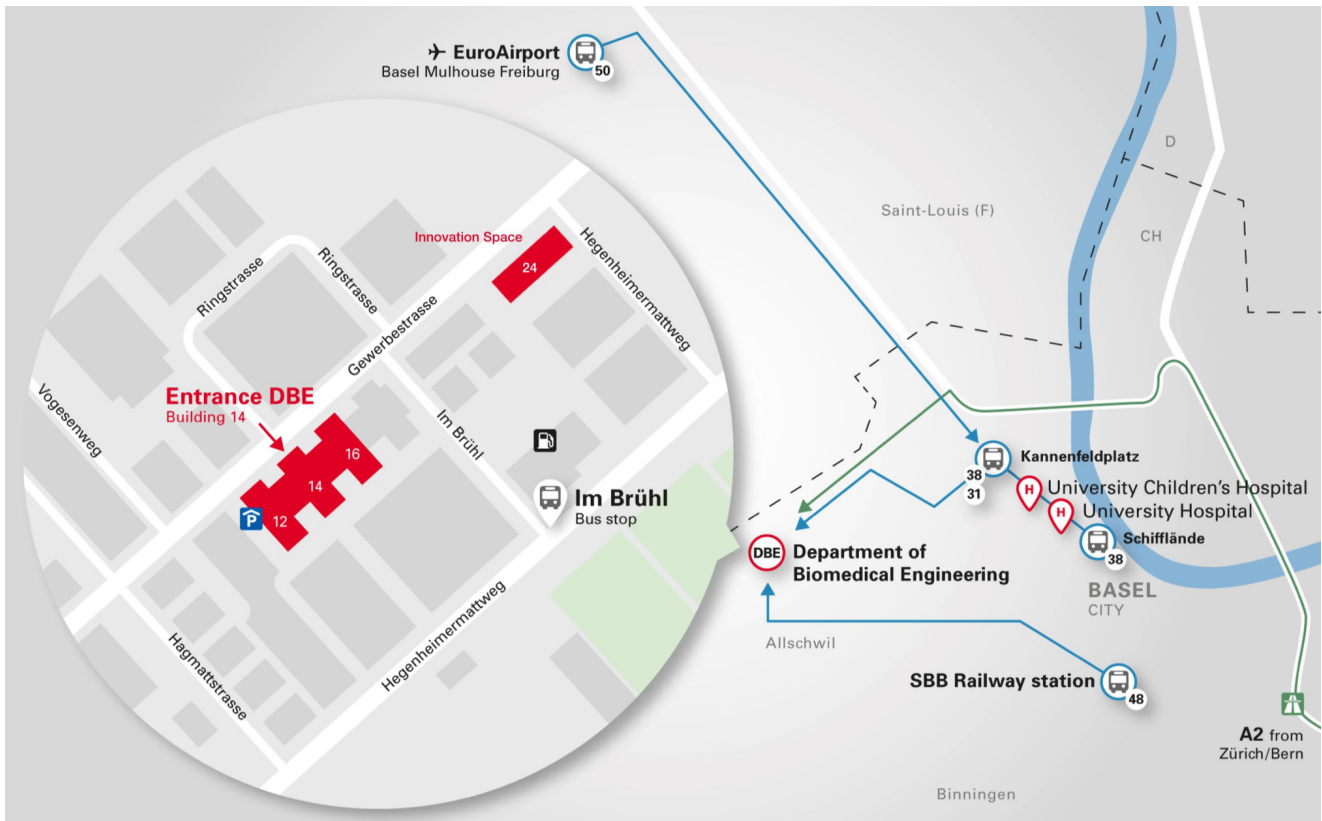 EuroAirport
Basel Mulhouse Freiburg
50
D
Saint-Louis (F)
CH
Innovation Space
24
Hegenheimermattweg
Ringstrasse
Ringstrasse
Gewerbestrasse
Entrance DBE
Building 14
Vogesenweg
Im Brühl
16
14
12
P
Im Brühl
Bus stop
Hegenheimermattweg
Hagmattstrasse
Kannenfeldplatz
38
31
H
University Children's Hospital
H
University Hospital
Schifflände
38
DBE
Department of
Biomedical Engineering
BASEL
CITY
Allschwil
SBB Railway station
48
A2 from
Zürich/Bern
Binningen